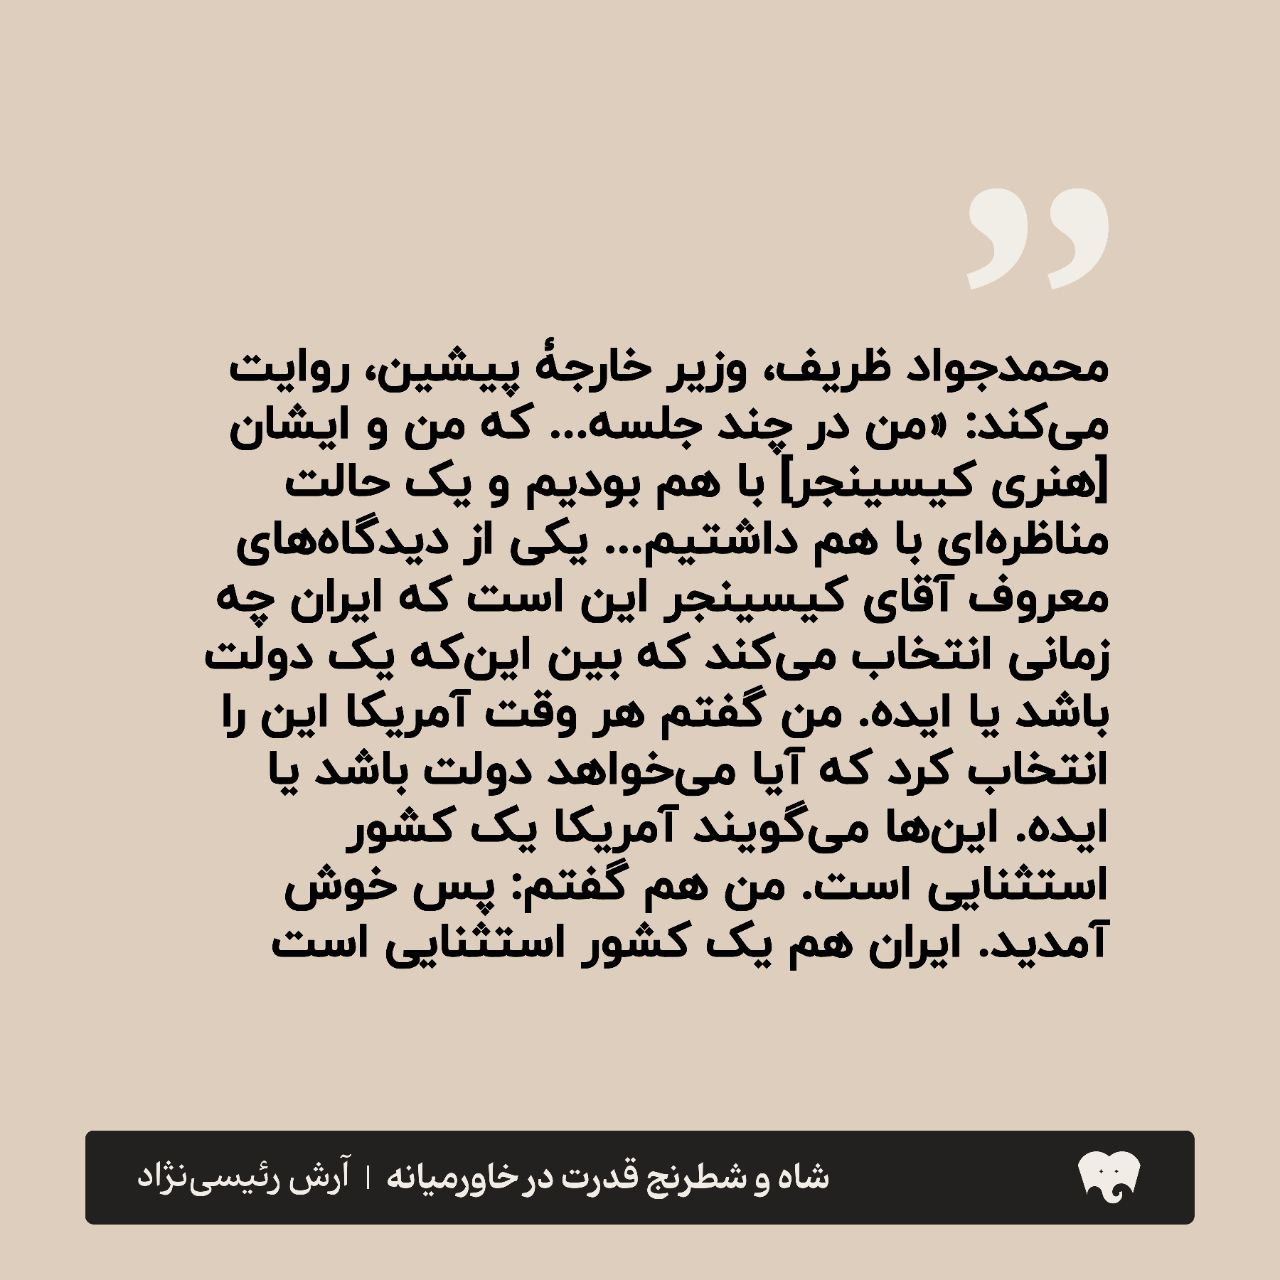 محمدجواد ظریف، وزیر خارجهٔ پیشین، روایت
می‌کند: «من در چند جلسه... که من و ایشان
[هنری کیسینجر] با هم بودیم و یک حالت
مناظره‌ای با هم داشتیم... یکی از دیدگاه‌های
معروف آقای کیسینجر این است که ایران چه
زمانی انتخاب می‌کند که بین این‌که یک دولت
باشد یا ایده. من گفتم هر وقت آمریکا این را
انتخاب کرد که آیا می‌خواهد دولت باشد یا
ایده. این‌ها می‌گویند آمریکا یک کشور
استثنایی است. من هم گفتم: پس خوش
آمدید. ایران هم یک کشور استثنایی است
شاه و شطرنج قدرت در خاورمیانه | آرش رئیسی‌نژاد